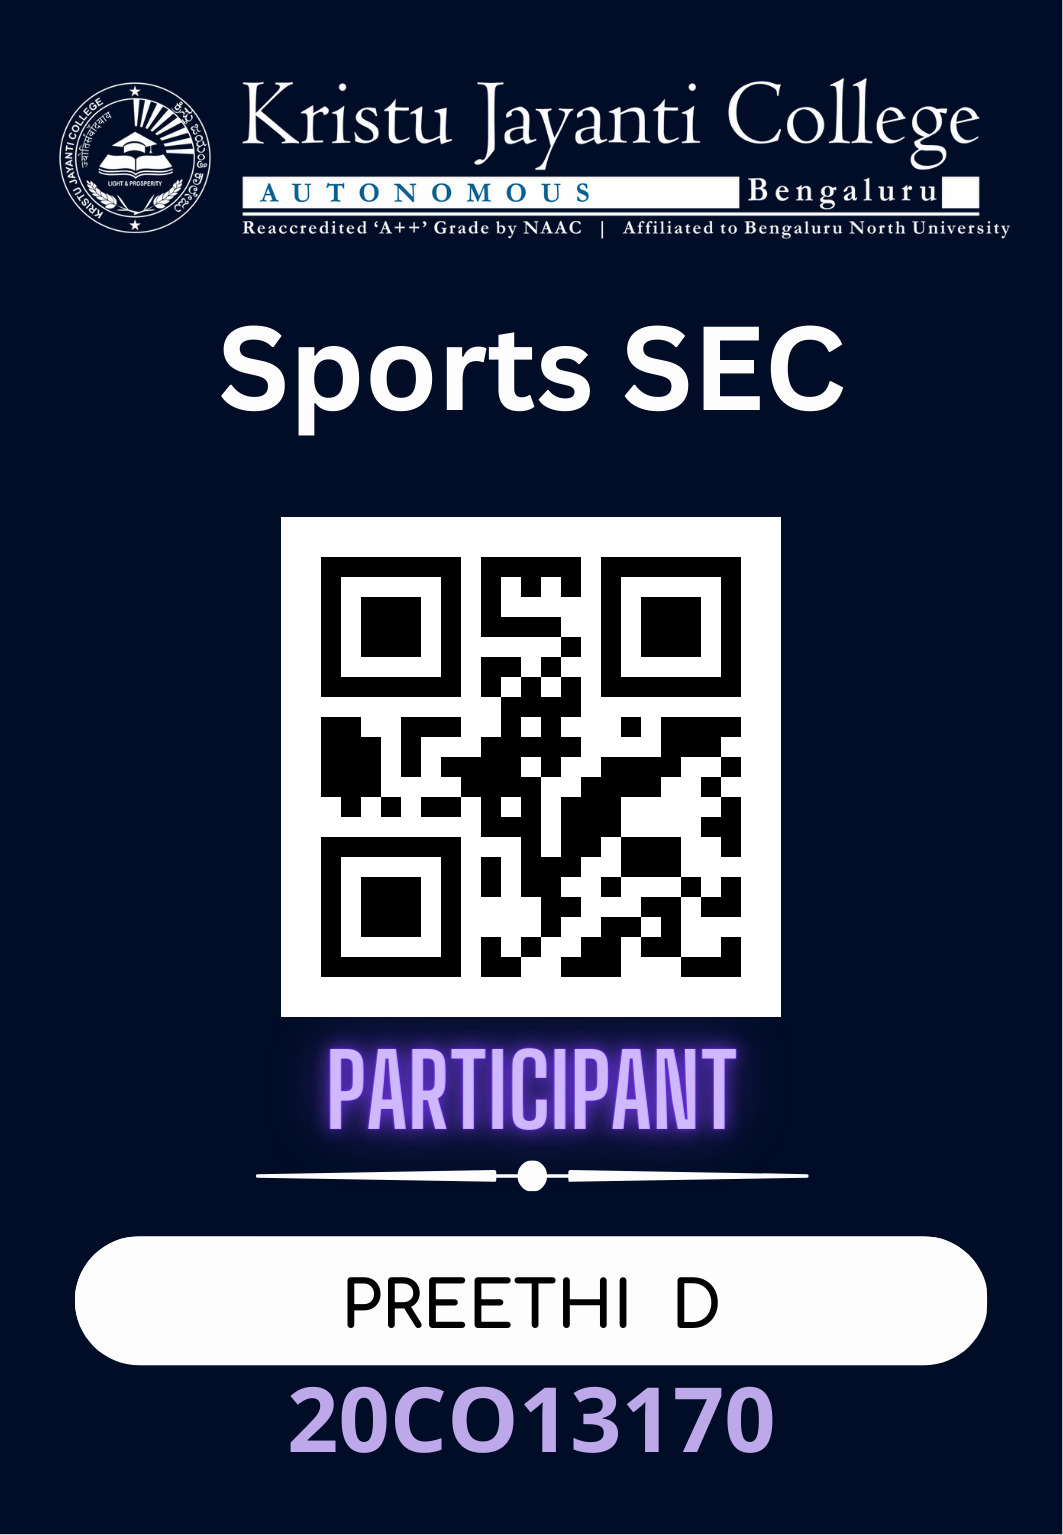 Kristu Jayanti College
AUTONOMOUS Bengaluru
Reaccredited ‘A++’ Grade by NAAC | Affiliated to Bengaluru North University
KRISTU JAYANTI COLLEGE
LIGHT & PROSPERITY
Sports SEC
PARTICIPANT
PREETHI D
20CO13170